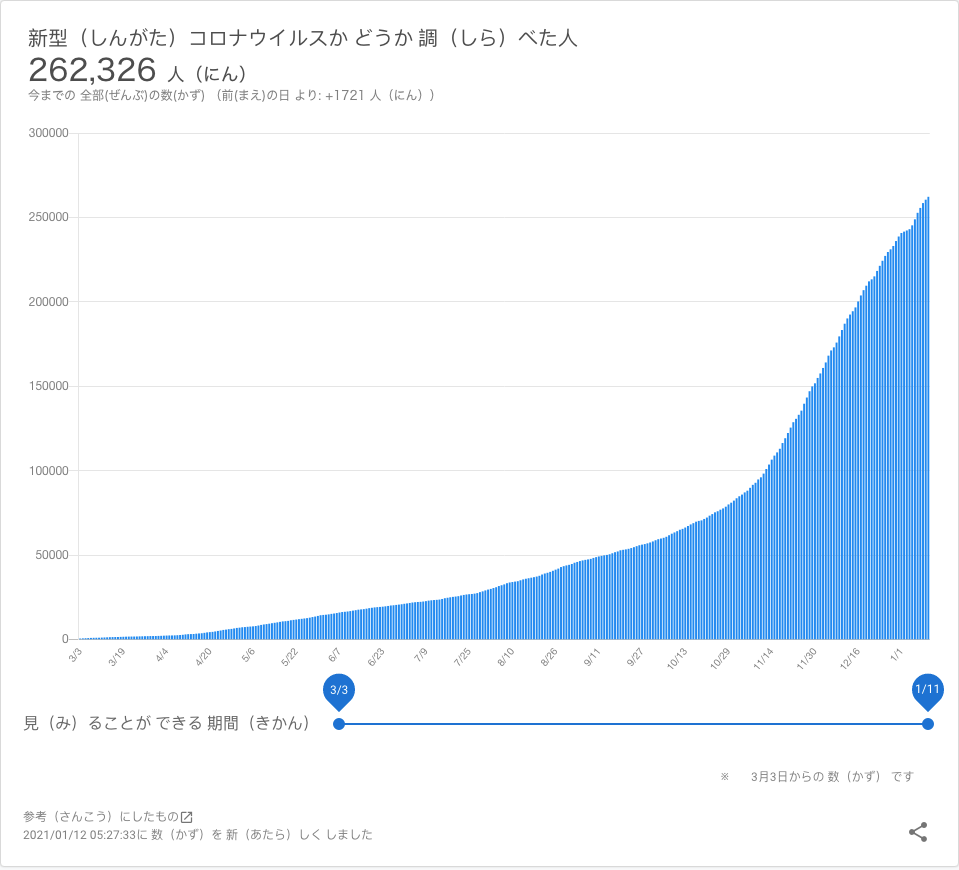 新型（しんがた）コロナウイルスか どうか 調（しら）べた人
262,326 人（にん）
今までの 全部(ぜんぶ)の数(かず) （前(まえ)の日 より: +1721 人（にん））
300000
250000
200000
150000
100000
50000
0
3/3 3/19 4/4 4/20 5/6 5/22 6/7 6/23 7/9 7/25 8/10 8/26 9/11 9/27 10/13 10/29 11/14 11/30 12/16 1/1
3/3 1/11
見（み）ることが できる 期間（きかん）
※ 3月3日からの 数（かず） です
参考（さんこう）にしたもの
2021/01/12 05:27:33に 数（かず）を 新（あたら）しく しました